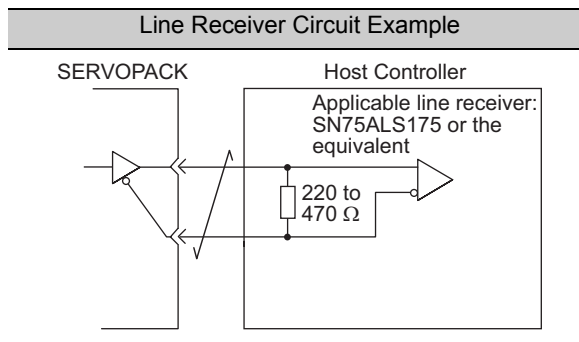 Line Receiver Circuit Example
SERVOPACK
Host Controller
Applicable line receiver:
SN75ALS175 or the
equivalent
220 to
470 Ω